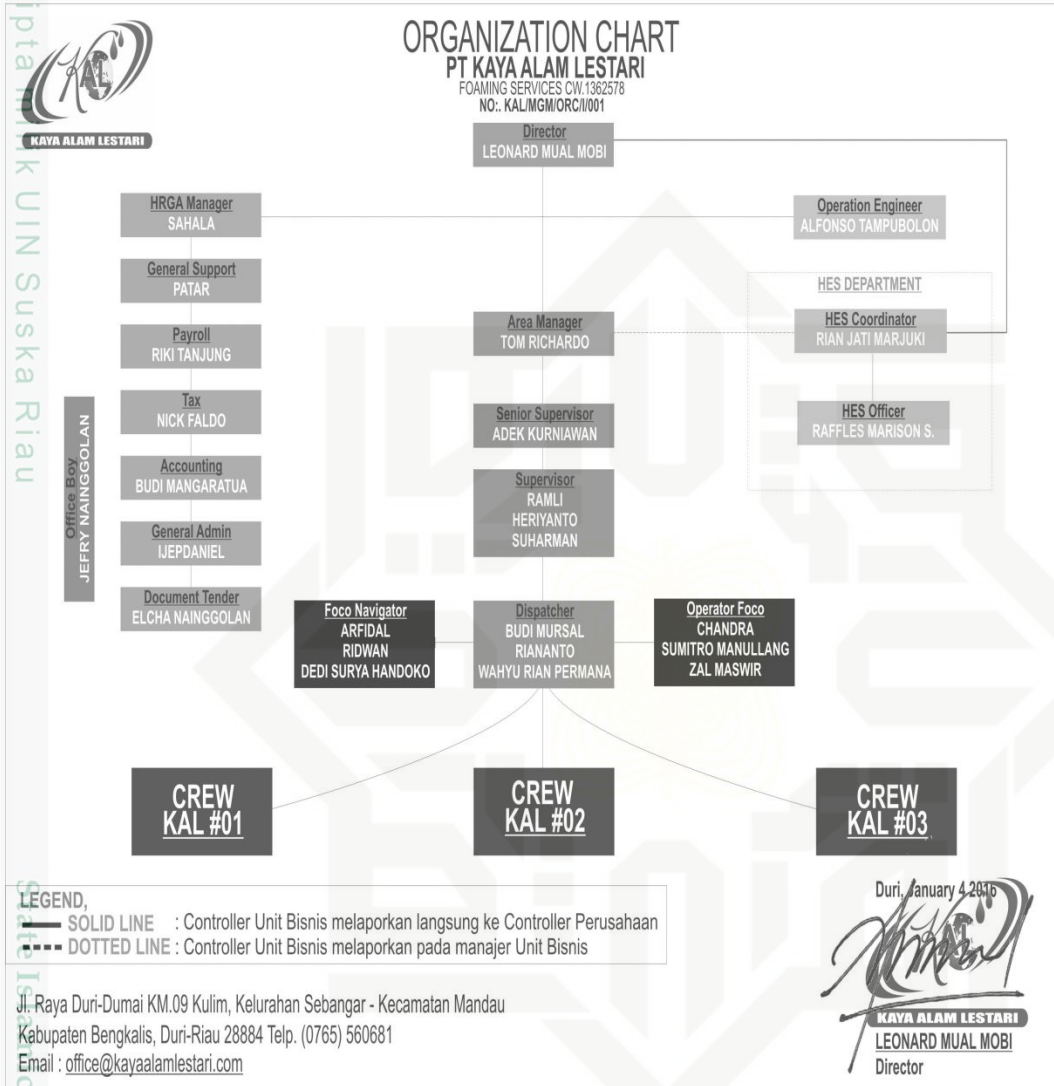 ORGANIZATION CHART
PT KAYA ALAM LESTARI
FOAMING SERVICES CW.1362578
NO:. KAL/MGM/ORC/I/001
KAL
KAYA ALAM LESTARI
Director
LEONARD MUAL MOBI
HRGA Manager
SAHALA
Operation Engineer
ALFONSO TAMPUBOLON
General Support
PATAR
HES DEPARTMENT
Payroll
RIKI TANJUNG
Area Manager
TOM RICHARDO
HES Coordinator
RIAN JATI MARJUKI
Tax
NICK FALDO
Senior Supervisor
ADEK KURNIAWAN
HES Officer
RAFFLES MARISON S.
Office Boy
JEFRY NAINGGOLAN
Accounting
BUDI MANGARATUA
Supervisor
RAMLI
HERIYANTO
SUHARMAN
General Admin
IJEPDANIEL
Document Tender
ELCHA NAINGGOLAN
Foco Navigator
ARFIDAL
RIDWAN
DEDI SURYA HANDOKO
Dispatcher
BUDI MURSAL
RIANANTO
WAHYU RIAN PERMANA
Operator Foco
CHANDRA
SUMITRO MANULLANG
ZAL MASWIR
CREW
KAL #01
CREW
KAL #02
CREW
KAL #03
LEGEND,
SOLID LINE : Controller Unit Bisnis melaporkan langsung ke Controller Perusahaan
DOTTED LINE : Controller Unit Bisnis melaporkan pada manajer Unit Bisnis
Jl. Raya Duri-Dumai KM.09 Kulim, Kelurahan Sebangar - Kecamatan Mandau
Kabupaten Bengkalis, Duri-Riau 28884 Telp. (0765) 560681
Email : office@kayaalamlestari.com
Duri, January 4 2016
KAYA ALAM LESTARI
LEONARD MUAL MOBI
Director
ipta milik UIN Suska Riau
State Islamic